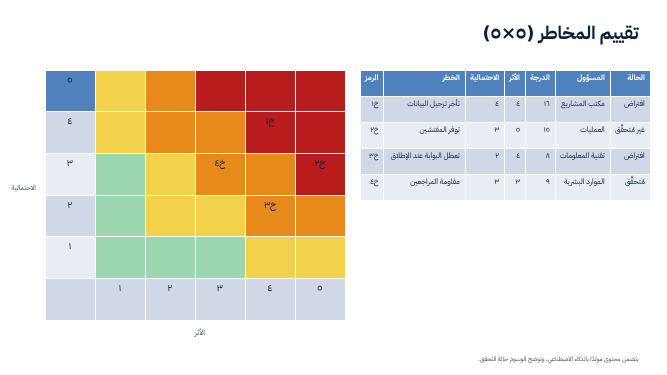 تقييم المخاطر (٥×٥)
الرمز الخطر الاحتمالية الأثر الدرجة المسؤول الحالة
خ١ تأخر ترحيل البيانات ٤ ٤ ١٦ مكتب المشاريع افتراض
خ٢ توفر المفتشين ٣ ٥ ١٥ العمليات غير مُتحقَّق
خ٣ تعطل البوابة عند الإطلاق ٢ ٤ ٨ تقنية المعلومات افتراض
خ٤ مقاومة المراجعين ٣ ٣ ٩ الموارد البشرية مُتحقَّق
٥
٤ خ١
٣ خ٤ خ٢
الاحتمالية
٢ خ٣
١
١ ٢ ٣ ٤ ٥
الأثر
يتضمن محتوى مولدًا بالذكاء الاصطناعي، وتوضح الوسوم حالة التحقق.